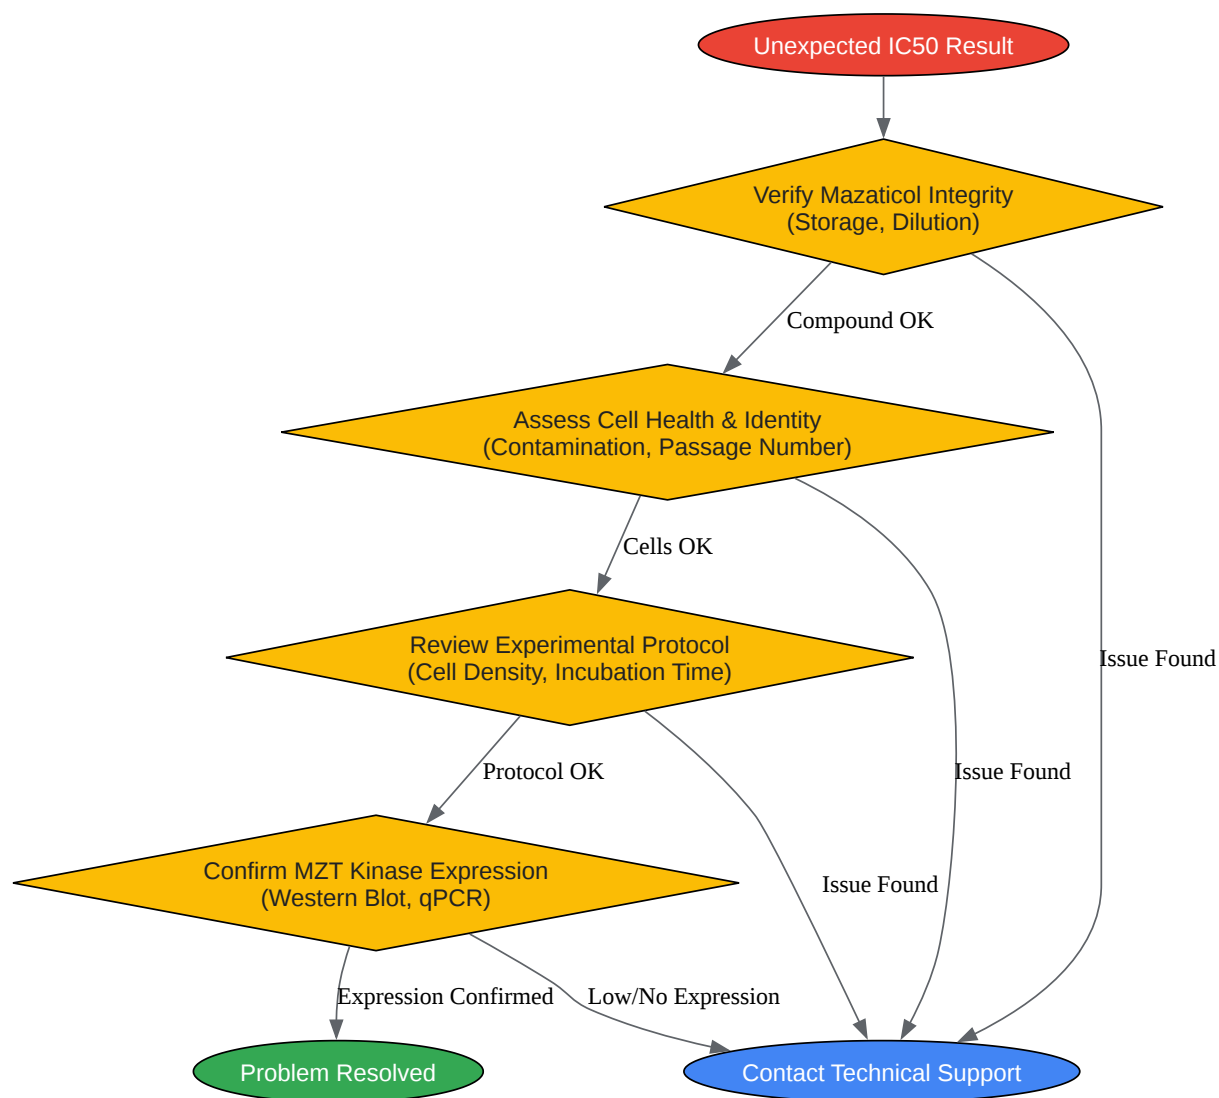 Unexpected IC50 Result
Verify Mazaticol Integrity
(Storage, Dilution)
Compound OK
Assess Cell Health & Identity
(Contamination, Passage Number)
Cells OK
Review Experimental Protocol
(Cell Density, Incubation Time)
Issue Found
Protocol OK
Issue Found
Confirm MZT Kinase Expression
(Western Blot, qPCR)
Issue Found
Expression Confirmed
Low/No Expression
Problem Resolved
Contact Technical Support